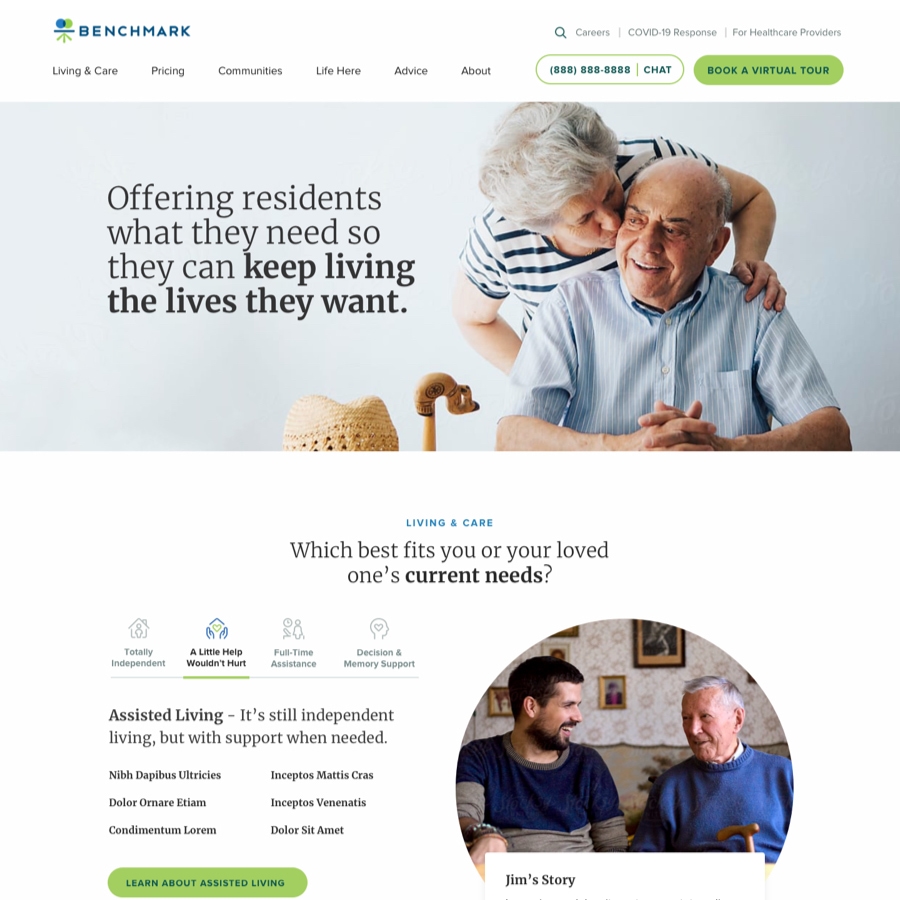 BENCHMARK
Careers | COVID-19 Response | For Healthcare Providers
Living & Care Pricing Communities Life Here Advice About
(888) 888-8888 | CHAT
BOOK A VIRTUAL TOUR
Offering residents
what they need so
they can keep living
the lives they want.
LIVING & CARE
Which best fits you or your loved
one’s current needs?
Totally
Independent
A Little Help
Wouldn’t Hurt
Full-Time
Assistance
Decision &
Memory Support
Assisted Living - It’s still independent
living, but with support when needed.
Nibh Dapibus Ultricies
Inceptos Mattis Cras
Dolor Ornare Etiam
Inceptos Venenatis
Condimentum Lorem
Dolor Sit Amet
LEARN ABOUT ASSISTED LIVING
Jim’s Story